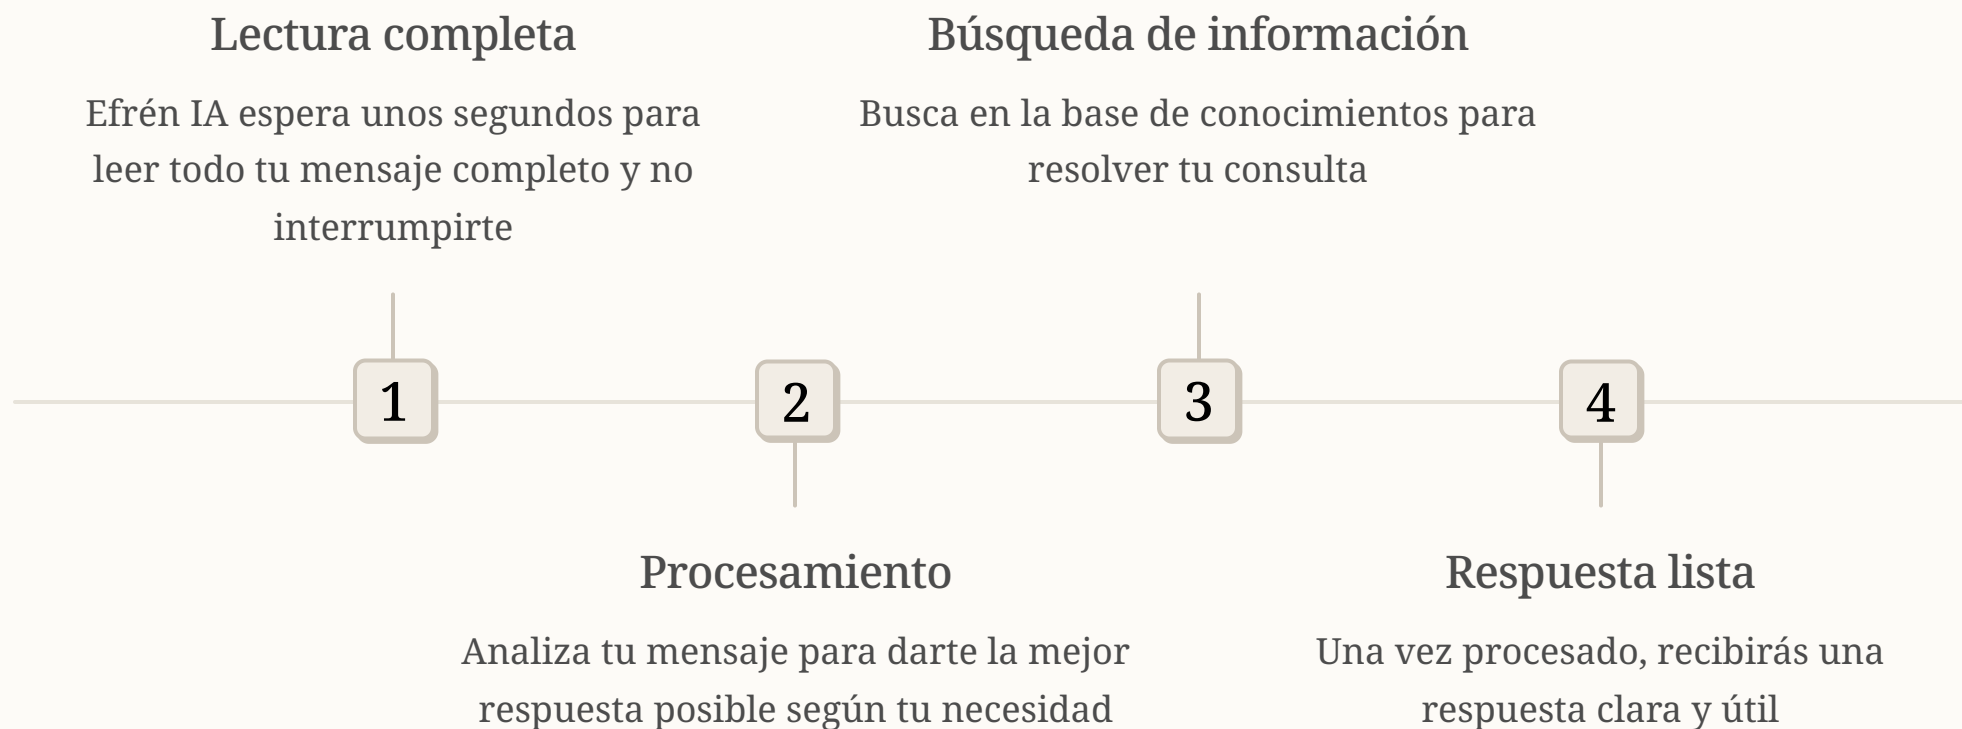 Lectura completa
Efrén IA espera unos segundos para
leer todo tu mensaje completo y no
interrumpirte
Búsqueda de información
Busca en la base de conocimientos para
resolver tu consulta
1
2
3
4
Procesamiento
Analiza tu mensaje para darte la mejor
respuesta posible según tu necesidad
Respuesta lista
Una vez procesado, recibirás una
respuesta clara y útil